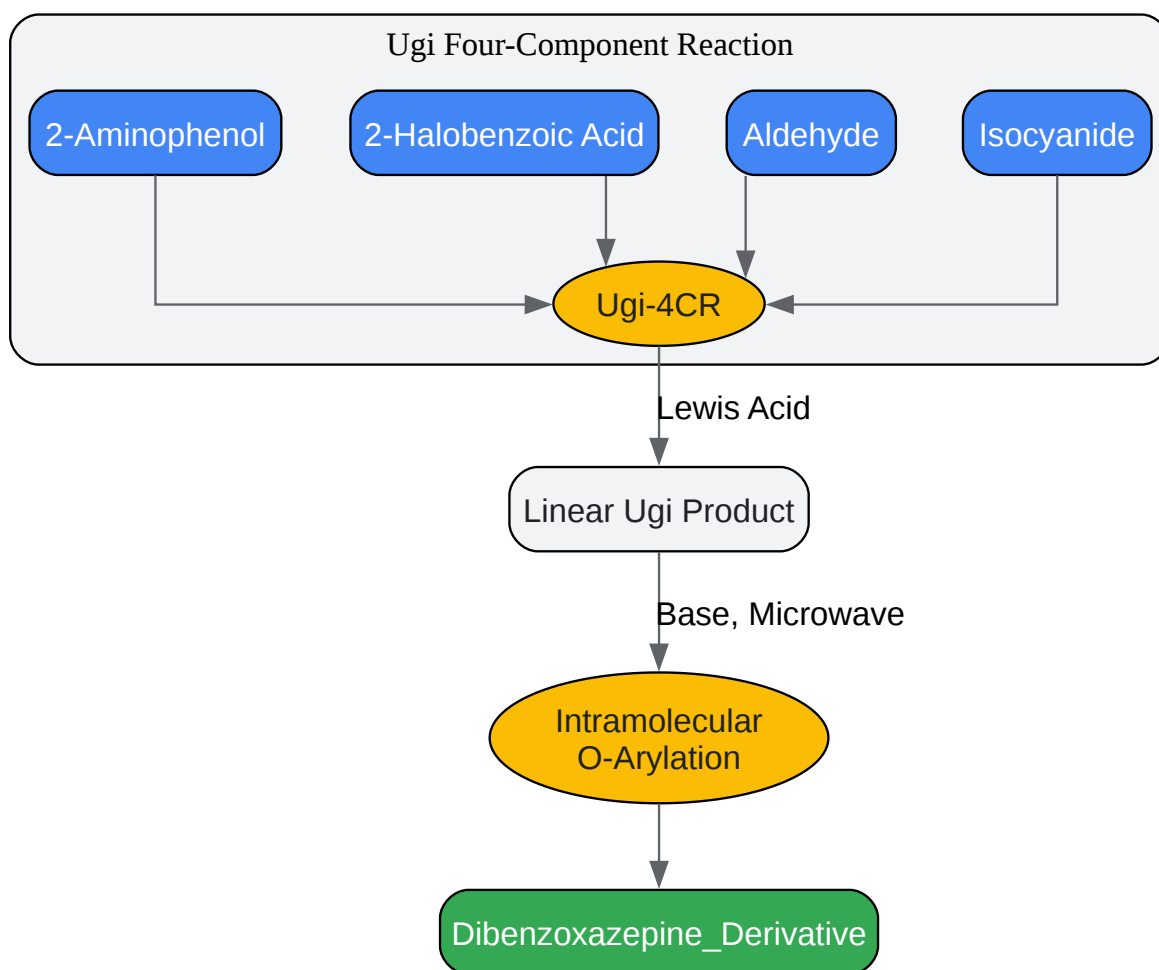 Ugi Four-Component Reaction
2-Aminophenol
2-Halobenzoic Acid
Aldehyde
Isocyanide
Ugi-4CR
Lewis Acid
Linear Ugi Product
Base, Microwave
Intramolecular
O-Arylation
Dibenzoxazepine_Derivative